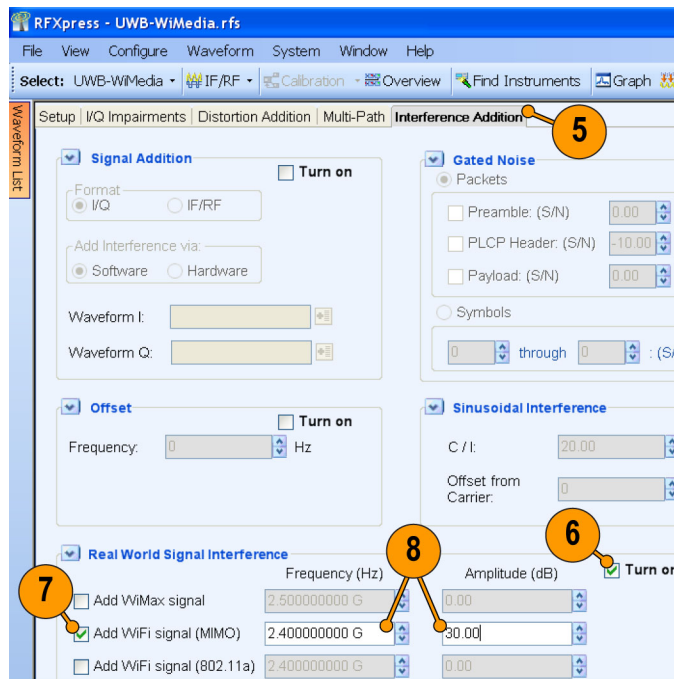 RFXpress - UWB-WiMedia.rfs
File View Configure Waveform System Window Help
Select: UWB-WiMedia IF/RF Calibration Overview Find Instruments Graph
Waveform List
Setup I/Q Impairments Distortion Addition Multi-Path Interference Addition
5
Signal Addition
Turn on
Format
I/Q IF/RF
Add Interference via:
Software Hardware
Waveform I:
Waveform Q:
Gated Noise
Packets
Preamble: (S/N) 0.00
PLCP Header: (S/N) -10.00
Payload: (S/N) 0.00
Symbols
0 through 0 : (S/
Offset
Turn on
Frequency: 0 Hz
Sinusoidal Interference
C / I: 20.00
Offset from
Carrier: 0
Real World Signal Interference
8
6
Frequency (Hz) Amplitude (dB) Turn on
7
Add WiMax signal 2.500000000 G 0.00
Add WiFi signal (MIMO) 2.400000000 G 30.00
Add WiFi signal (802.11a) 2.400000000 G 0.00